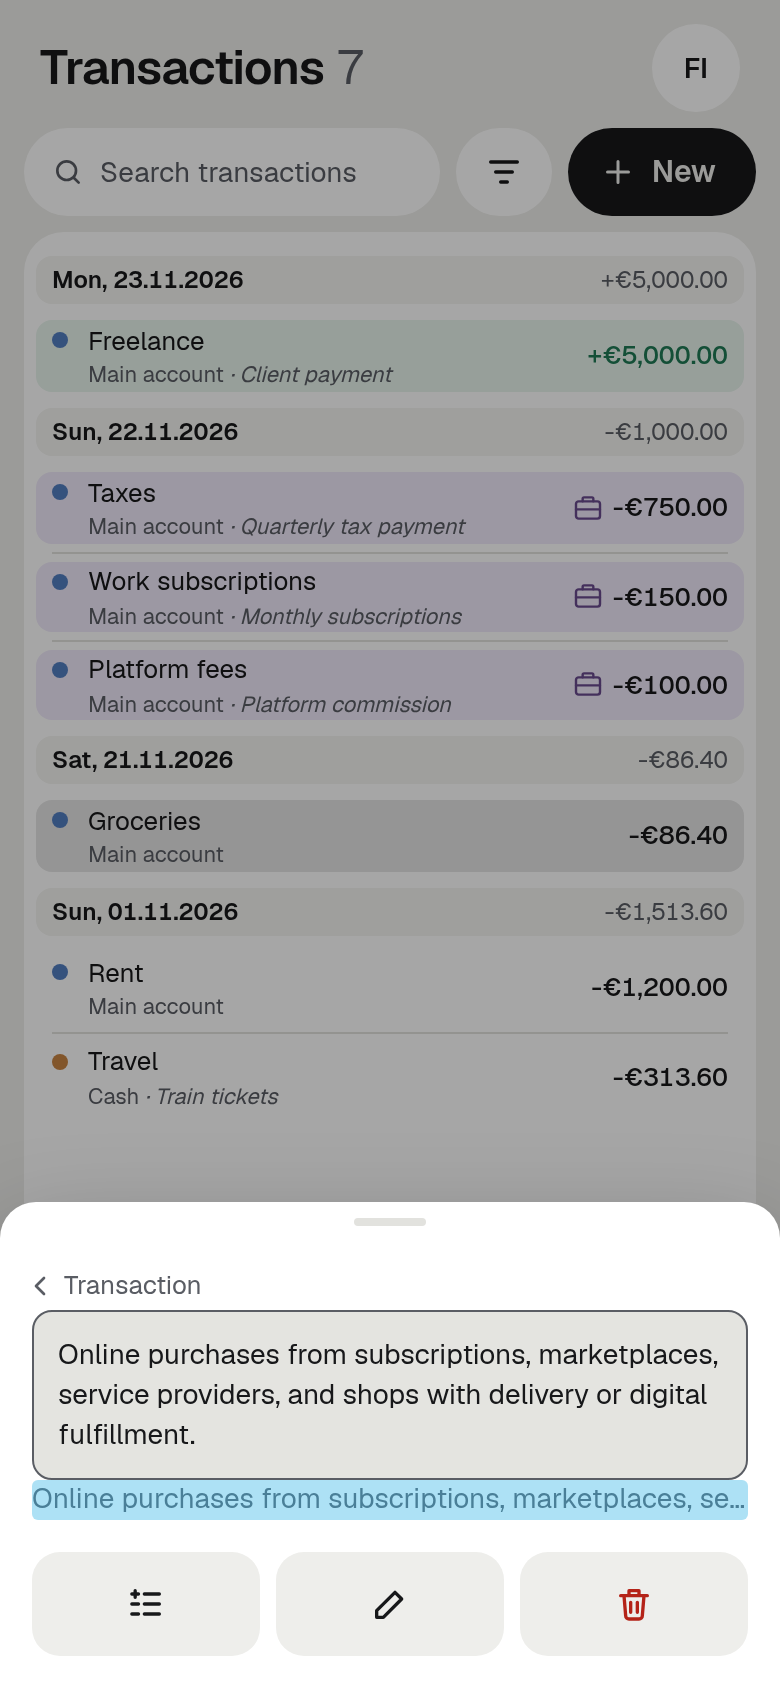 Transactions 7
FI
Search transactions
New
Mon, 23.11.2026 +€5,000.00
Freelance
Main account · Client payment
+€5,000.00
Sun, 22.11.2026 -€1,000.00
Taxes
Main account · Quarterly tax payment
-€750.00
Work subscriptions
Main account · Monthly subscriptions
-€150.00
Platform fees
Main account · Platform commission
-€100.00
Sat, 21.11.2026 -€86.40
Groceries
Main account
-€86.40
Sun, 01.11.2026 -€1,513.60
Rent
Main account
-€1,200.00
Travel
Cash · Train tickets
-€313.60
Transaction
Online purchases from subscriptions, marketplaces,
service providers, and shops with delivery or digital
fulfillment.
Online purchases from subscriptions, marketplaces, se...